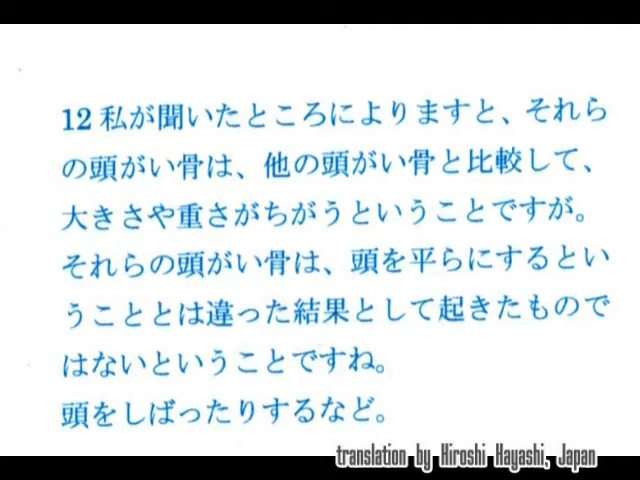 12 私が聞いたところによりますと、それら
の頭がい骨は、他の頭がい骨と比較して、
大きさや重さがちがうということですが。
それらの頭がい骨は、頭を平らにするとい
うこととは違った結果として起きたもので
はないということですね。
頭をしばったりするなど。
translation by Hiroshi Hayashi, Japan